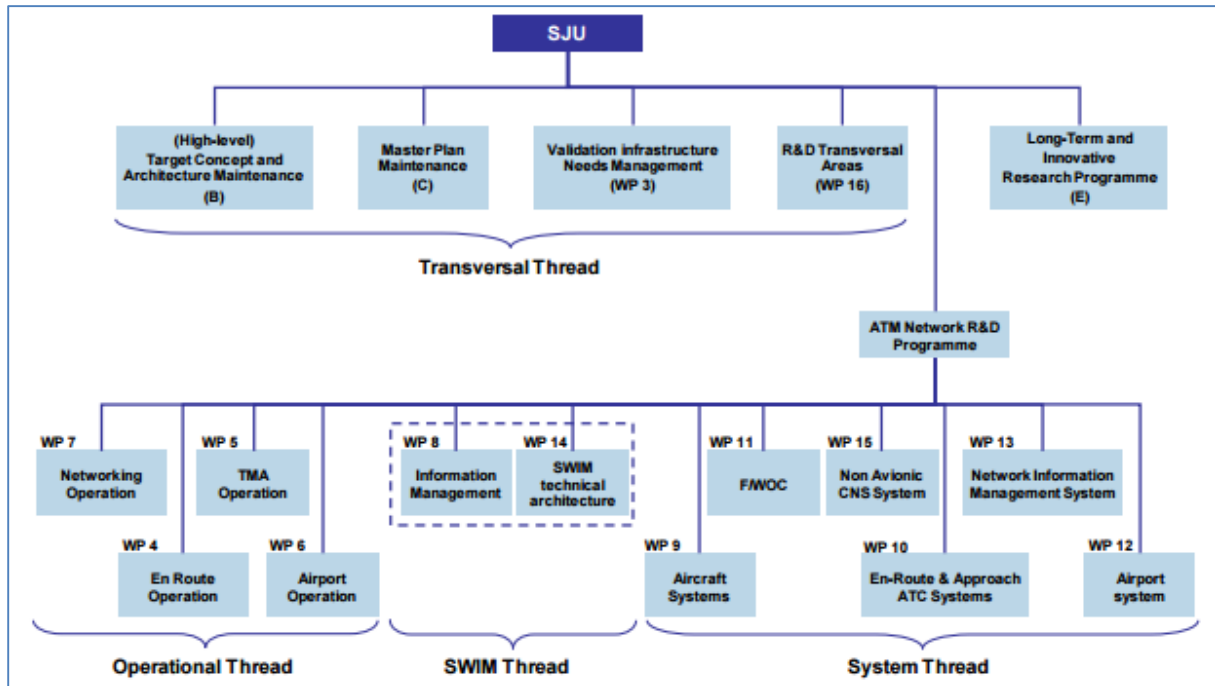 SJU
(High-level)
Target Concept and
Architecture Maintenance
(B)
Master Plan
Maintenance
(C)
Validation infrastructure
Needs Management
(WP 3)
R&D Transversal
Areas
(WP 16)
Long-Term and
Innovative
Research Programme
(E)
Transversal Thread
ATM Network R&D
Programme
WP 7
Networking
Operation
WP 5
TMA
Operation
WP 8
Information
Management
WP 14
SWIM
technical
architecture
WP 11
F/WOC
WP 15
Non Avionic
CNS System
WP 13
Network Information
Management System
WP 4
En Route
Operation
WP 6
Airport
Operation
WP 9
Aircraft
Systems
WP 10
En-Route & Approach
ATC Systems
WP 12
Airport
system
Operational Thread
SWIM Thread
System Thread